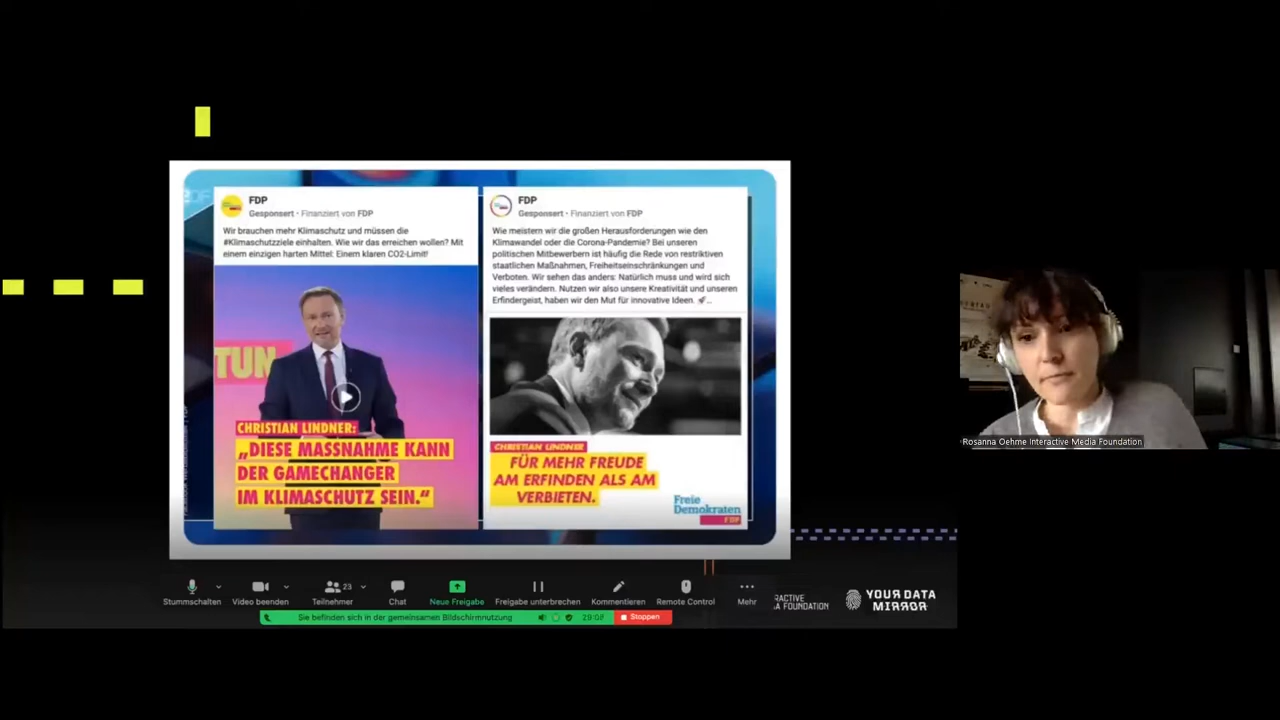 FDP
Gesponsert • Finanziert von FDP
Wir brauchen mehr Klimaschutz und müssen die
#Klimaschutzziele einhalten. Wie wir das erreichen wollen? Mit
einem einzigen harten Mittel: Einem klaren CO2-Limit!
TUN
CHRISTIAN LINDNER:
„DIESE MASSNAHME KANN
DER GAMECHANGER
IM KLIMASCHUTZ SEIN.“
FDP
Gesponsert • Finanziert von FDP
Wie meistern wir die großen Herausforderungen wie den
Klimawandel oder die Corona-Pandemie? Bei unseren
politischen Mitbewerbern ist häufig die Rede von restriktiven
staatlichen Maßnahmen, Freiheitseinschränkungen und
Verboten. Wir sehen das anders: Natürlich muss und wird sich
vieles verändern. Nutzen wir also unsere Kreativität und unseren
Erfindergeist, haben wir den Mut für innovative Ideen. 🚀...
CHRISTIAN LINDNER
FÜR MEHR FREUDE
AM ERFINDEN ALS AM
VERBIETEN.
Freie
Demokraten
FDP
Rosanna Oehme Interactive Media Foundation
23
Stummschalten
Video beenden
Teilnehmer
Chat
Neue Freigabe
Freigabe unterbrechen
Kommentieren
Remote Control
Mehr
RACTIVE
A FOUNDATION
YOUR DATA
MIRROR
Sie befinden sich in der gemeinsamen Bildschirmnutzung
29:08
Stoppen